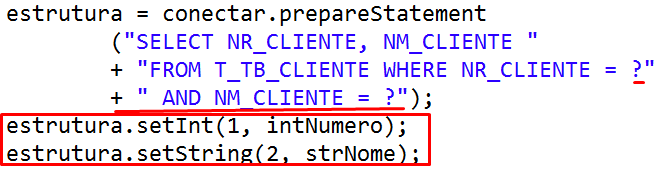 estrutura = conectar.prepareStatement
("SELECT NR_CLIENTE, NM_CLIENTE "
+ "FROM T_TB_CLIENTE WHERE NR_CLIENTE = ?"
+ " AND NM_CLIENTE = ?");
estrutura.setInt(1, intNumero);
estrutura.setString(2, strNome);